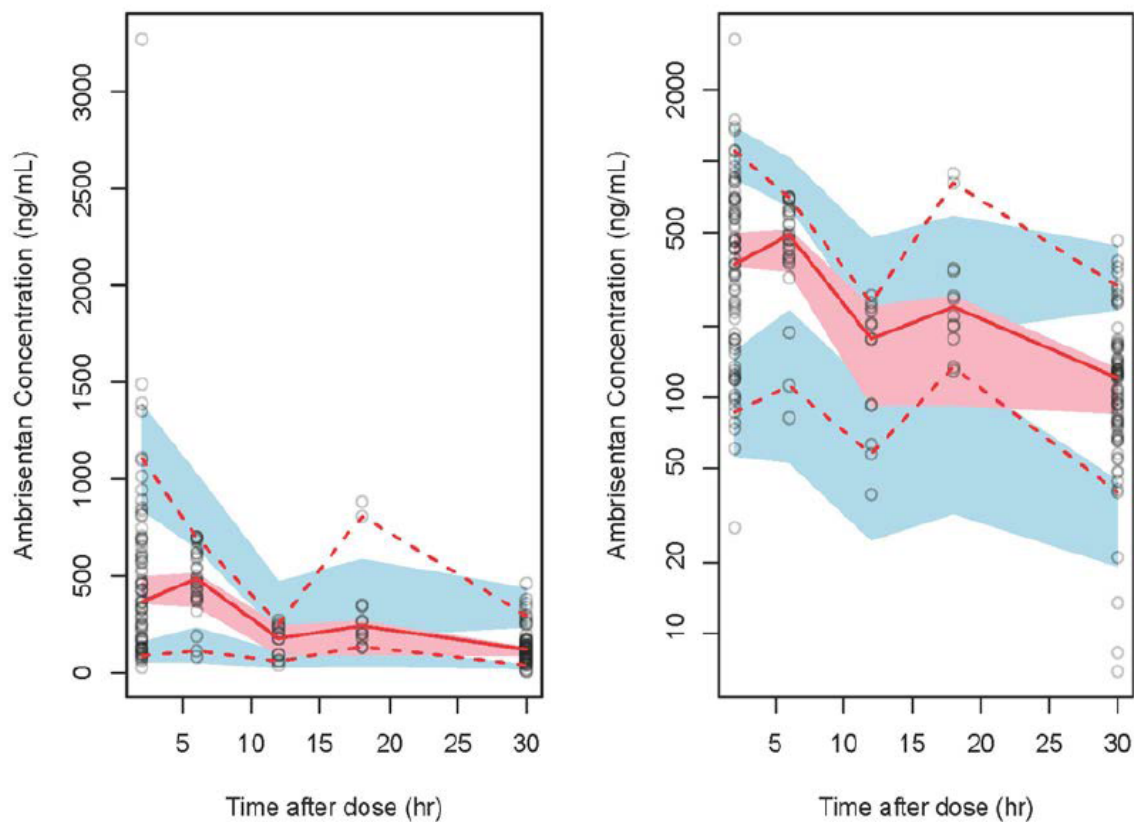 3000
2500
2000
1500
1000
500
0
Ambrisentan Concentration (ng/mL)
5 10 15 20 25 30
Time after dose (hr)
2000
500
100
50
20
10
Ambrisentan Concentration (ng/mL)
5 10 15 20 25 30
Time after dose (hr)